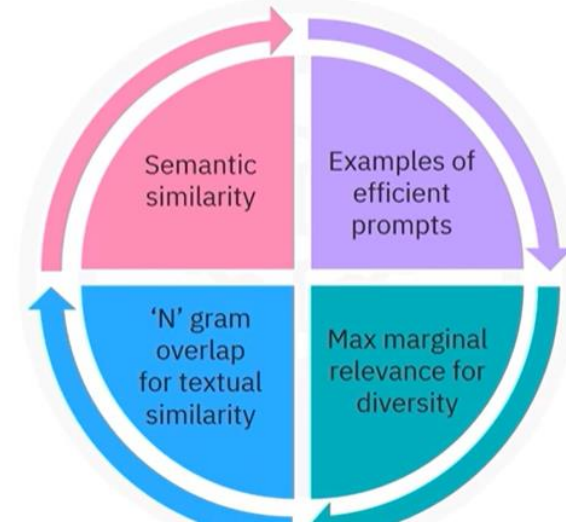 Semantic
similarity
Examples of
efficient
prompts
‘N’ gram
overlap
for textual
similarity
Max marginal
relevance for
diversity